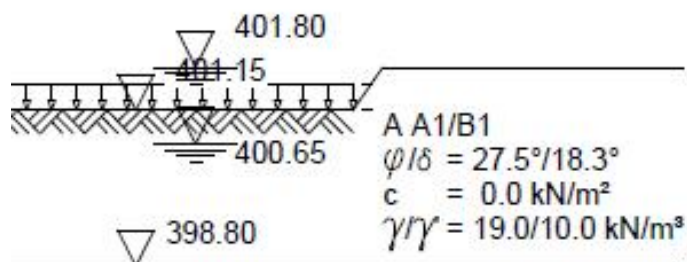 401.80
401.15
A A1/B1
400.65
φ/δ = 27.5°/18.3°
c = 0.0 kN/m²
398.80
γ/γ' = 19.0/10.0 kN/m³